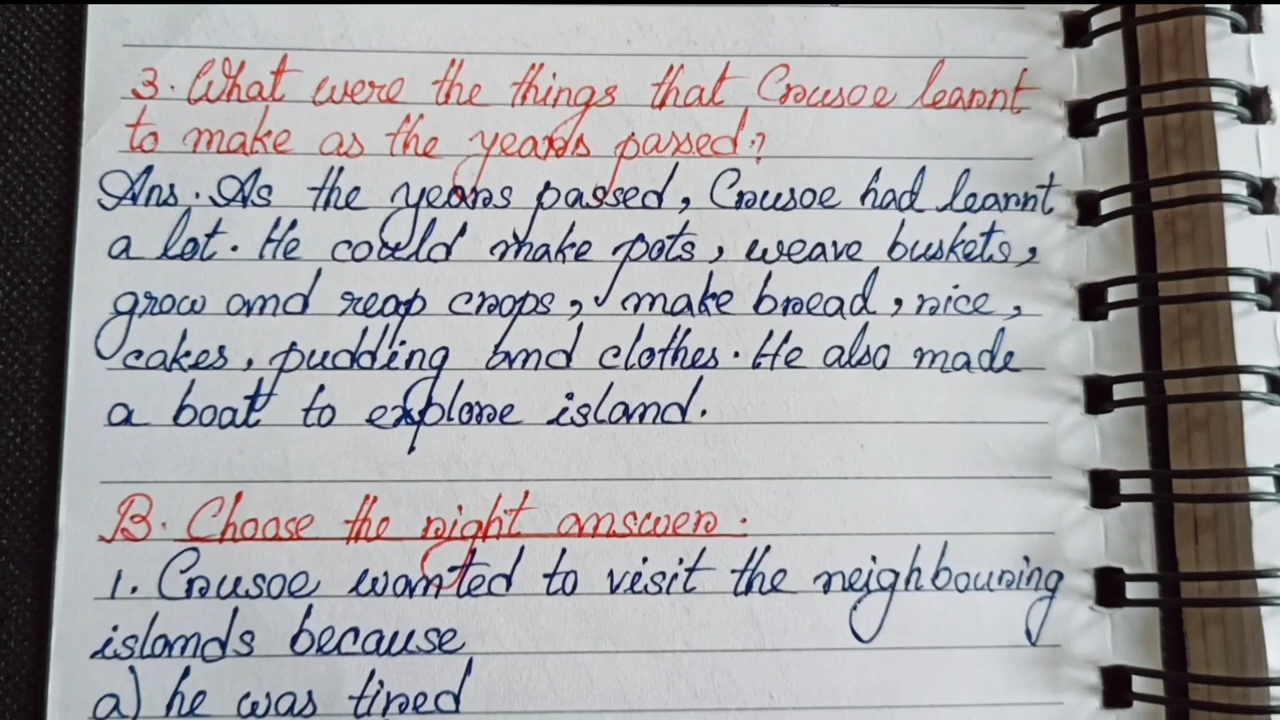 3. What were the things that Crusoe learnt
to make as the years passed?
Ans. As the years passed, Crusoe had learnt
a lot. He could make pots, weave buskets,
grow and reap crops, make bread, rice,
cakes, pudding and clothes. He also made
a boat to explore island.
B. Choose the right answer.
1. Crusoe wanted to visit the neighbouring
islands because
a) he was tired